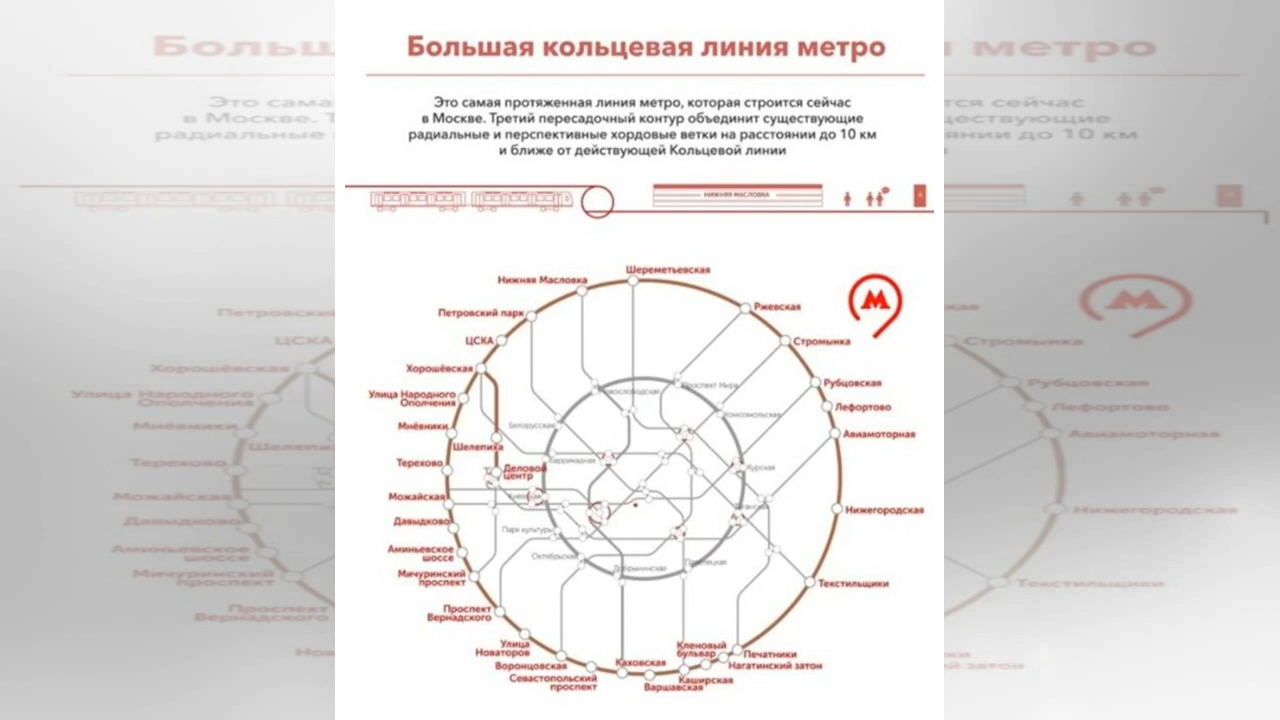 Большая кольцевая линия метро
Это самая протяженная линия метро, которая строится сейчас
в Москве. Третий пересадочный контур объединит существующие
радиальные и перспективные хордовые ветки на расстоянии до 10 км
и ближе от действующей Кольцевой линии
НИЖНЯЯ МАСЛОВКА
Шереметьевская
Нижняя Масловка
Ржевская
Петровский парк
ЦСКА
Стромынка
Хорошёвская
Рубцовская
Улица Народного
Ополчения
Проспект Мира
Новослободская
Лефортово
Комсомольская
Мнёвники
Белорусская
Авиамоторная
Шелепиха
Терехово
Баррикадная
Деловой
центр
Курская
Можайская
Киевская
Таганская
Нижегородская
Давыдково
Парк культуры
Аминьевское
шоссе
Октябрьская
Добрынинская
Павелецкая
Мичуринский
проспект
Текстильщики
Проспект
Вернадского
Улица
Новаторов
Кленовый
бульвар
Печатники
Воронцовская
Каховская
Нагатинский затон
Севастопольский
проспект
Каширская
Варшавская